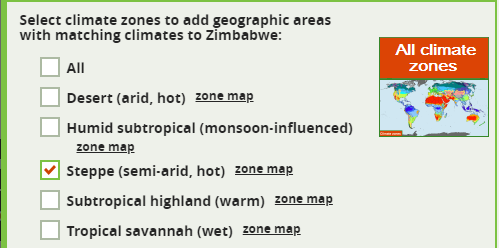 Select climate zones to add geographic areas
with matching climates to Zimbabwe:
All
Desert (arid, hot) zone map
Humid subtropical (monsoon-influenced)
zone map
Steppe (semi-arid, hot) zone map
Subtropical highland (warm) zone map
Tropical savannah (wet) zone map
All climate
zones